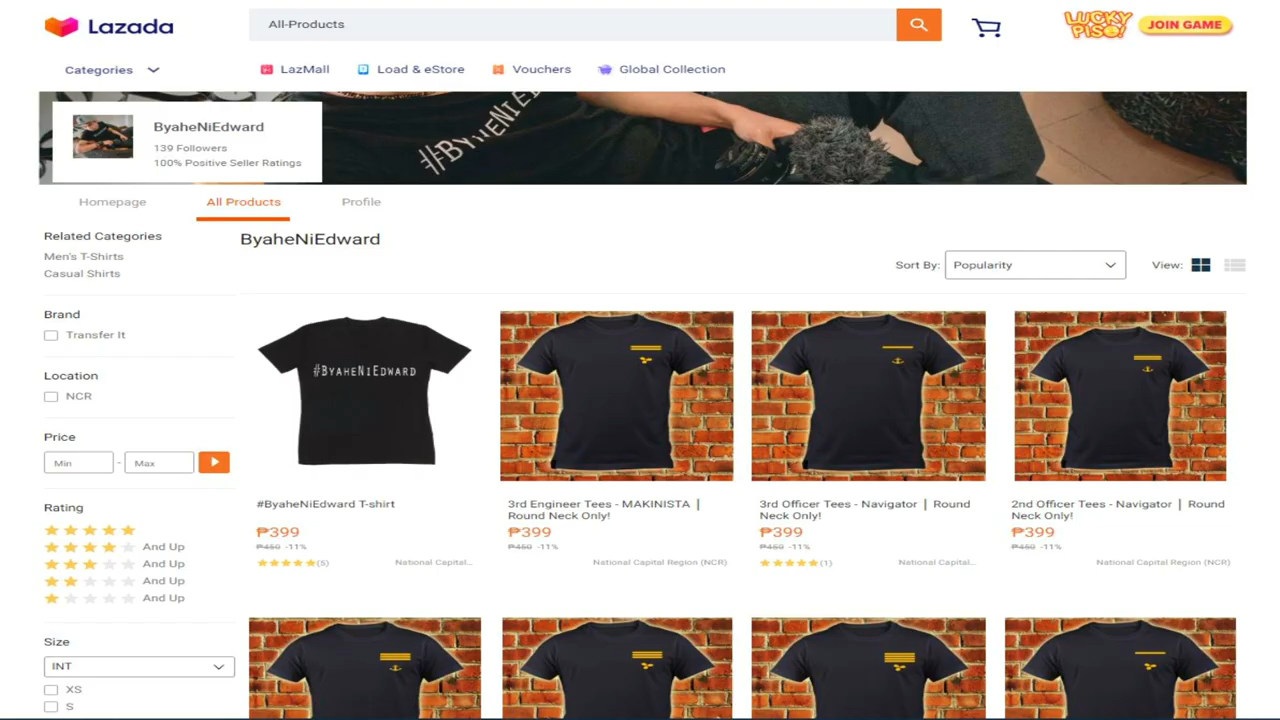 Lazada
All-Products
LUCKY PISO!
JOIN GAME
Categories
LazMall
Load & eStore
Vouchers
Global Collection
#ByaheNiE
ByaheNiEdward
139 Followers
100% Positive Seller Ratings
Homepage
All Products
Profile
Related Categories
Men's T-Shirts
Casual Shirts
Brand
Transfer It
Location
NCR
Price
Min - Max
Rating
And Up
And Up
And Up
And Up
Size
INT
XS
S
ByaheNiEdward
Sort By: Popularity
View:
#ByaheNiEdward
#ByaheNiEdward T-shirt
₱399
₱450 -11%
(5)
National Capital...
3rd Engineer Tees - MAKINISTA | Round Neck Only!
₱399
₱450 -11%
National Capital Region (NCR)
3rd Officer Tees - Navigator | Round Neck Only!
₱399
₱450 -11%
(1)
National Capital...
2nd Officer Tees - Navigator | Round Neck Only!
₱399
₱450 -11%
National Capital Region (NCR)